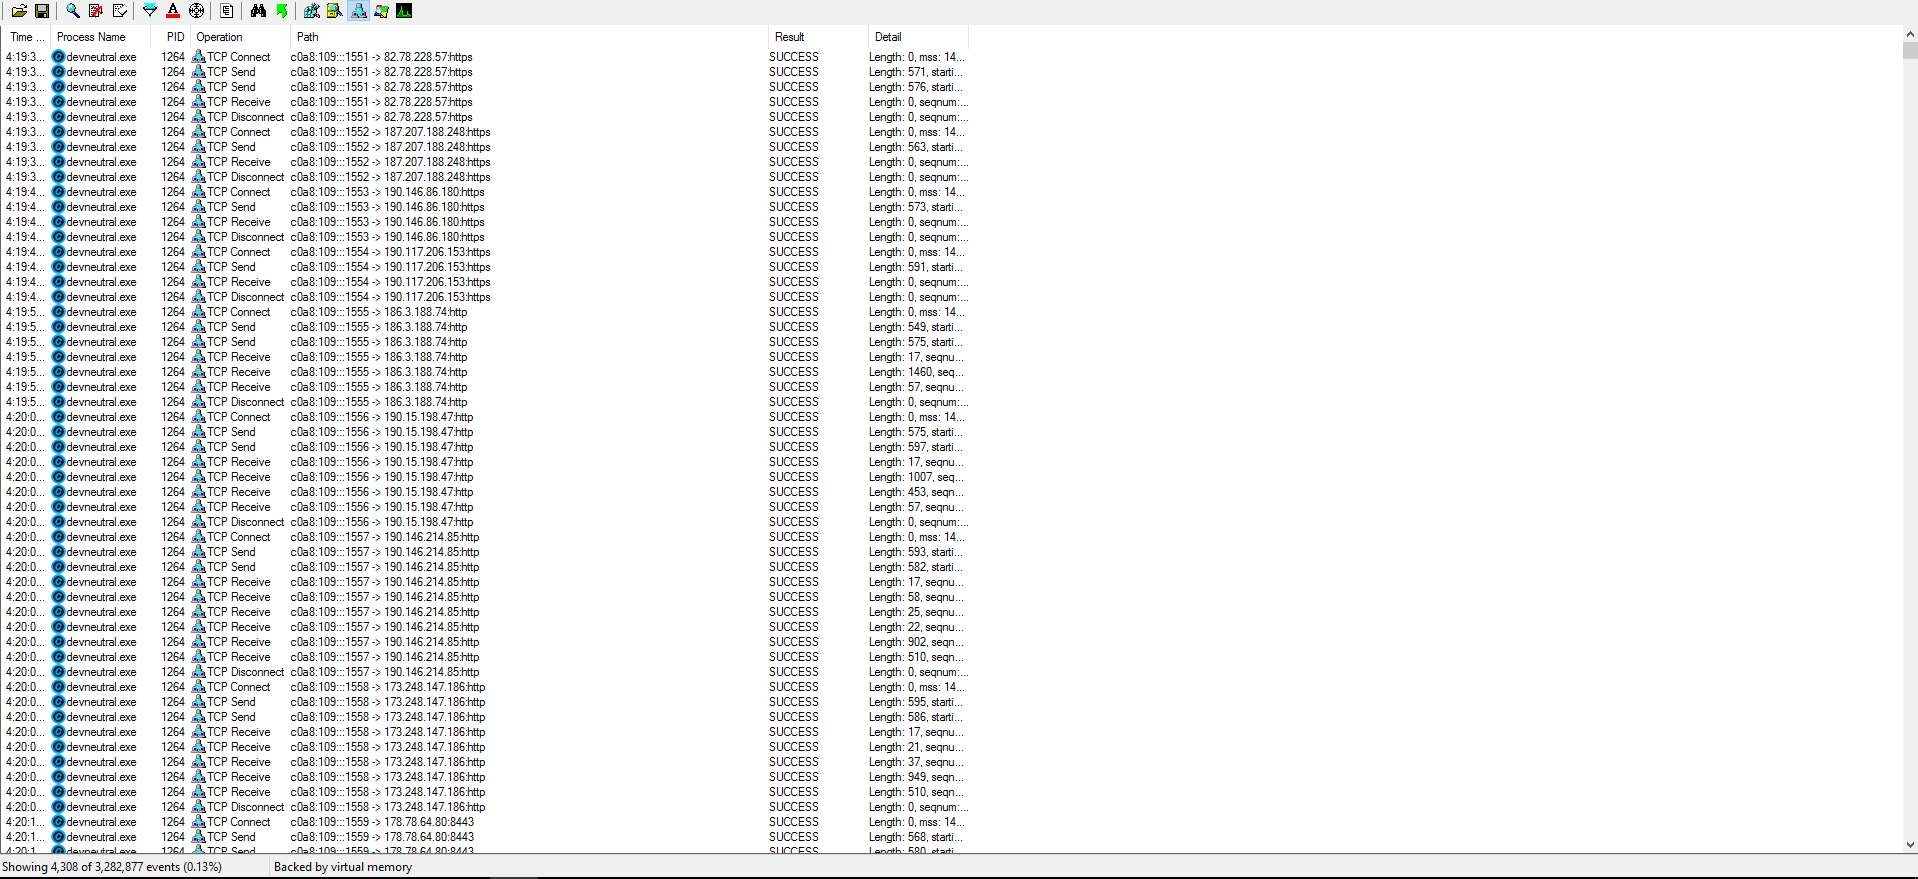 Time ... Process Name PID Operation Path Result Detail
4:19:3... devneutral.exe 1264 TCP Connect c0a8:109:::1551 -> 82.78.228.57:https SUCCESS Length: 0, mss: 14...
4:19:3... devneutral.exe 1264 TCP Send c0a8:109:::1551 -> 82.78.228.57:https SUCCESS Length: 571, starti...
4:19:3... devneutral.exe 1264 TCP Send c0a8:109:::1551 -> 82.78.228.57:https SUCCESS Length: 576, starti...
4:19:3... devneutral.exe 1264 TCP Receive c0a8:109:::1551 -> 82.78.228.57:https SUCCESS Length: 0, seqnum:...
4:19:3... devneutral.exe 1264 TCP Disconnect c0a8:109:::1551 -> 82.78.228.57:https SUCCESS Length: 0, seqnum:...
4:19:3... devneutral.exe 1264 TCP Connect c0a8:109:::1552 -> 187.207.188.248:https SUCCESS Length: 0, mss: 14...
4:19:3... devneutral.exe 1264 TCP Send c0a8:109:::1552 -> 187.207.188.248:https SUCCESS Length: 563, starti...
4:19:3... devneutral.exe 1264 TCP Receive c0a8:109:::1552 -> 187.207.188.248:https SUCCESS Length: 0, seqnum:...
4:19:3... devneutral.exe 1264 TCP Disconnect c0a8:109:::1552 -> 187.207.188.248:https SUCCESS Length: 0, seqnum:...
4:19:4... devneutral.exe 1264 TCP Connect c0a8:109:::1553 -> 190.146.86.180:https SUCCESS Length: 0, mss: 14...
4:19:4... devneutral.exe 1264 TCP Send c0a8:109:::1553 -> 190.146.86.180:https SUCCESS Length: 573, starti...
4:19:4... devneutral.exe 1264 TCP Receive c0a8:109:::1553 -> 190.146.86.180:https SUCCESS Length: 0, seqnum:...
4:19:4... devneutral.exe 1264 TCP Disconnect c0a8:109:::1553 -> 190.146.86.180:https SUCCESS Length: 0, seqnum:...
4:19:4... devneutral.exe 1264 TCP Connect c0a8:109:::1554 -> 190.117.206.153:https SUCCESS Length: 0, mss: 14...
4:19:4... devneutral.exe 1264 TCP Send c0a8:109:::1554 -> 190.117.206.153:https SUCCESS Length: 591, starti...
4:19:4... devneutral.exe 1264 TCP Receive c0a8:109:::1554 -> 190.117.206.153:https SUCCESS Length: 0, seqnum:...
4:19:4... devneutral.exe 1264 TCP Disconnect c0a8:109:::1554 -> 190.117.206.153:https SUCCESS Length: 0, seqnum:...
4:19:5... devneutral.exe 1264 TCP Connect c0a8:109:::1555 -> 186.3.188.74:http SUCCESS Length: 0, mss: 14...
4:19:5... devneutral.exe 1264 TCP Send c0a8:109:::1555 -> 186.3.188.74:http SUCCESS Length: 549, starti...
4:19:5... devneutral.exe 1264 TCP Send c0a8:109:::1555 -> 186.3.188.74:http SUCCESS Length: 575, starti...
4:19:5... devneutral.exe 1264 TCP Receive c0a8:109:::1555 -> 186.3.188.74:http SUCCESS Length: 17, seqnu...
4:19:5... devneutral.exe 1264 TCP Receive c0a8:109:::1555 -> 186.3.188.74:http SUCCESS Length: 1460, seq...
4:19:5... devneutral.exe 1264 TCP Receive c0a8:109:::1555 -> 186.3.188.74:http SUCCESS Length: 57, seqnu...
4:19:5... devneutral.exe 1264 TCP Disconnect c0a8:109:::1555 -> 186.3.188.74:http SUCCESS Length: 0, seqnum:...
4:20:0... devneutral.exe 1264 TCP Connect c0a8:109:::1556 -> 190.15.198.47:http SUCCESS Length: 0, mss: 14...
4:20:0... devneutral.exe 1264 TCP Send c0a8:109:::1556 -> 190.15.198.47:http SUCCESS Length: 575, starti...
4:20:0... devneutral.exe 1264 TCP Send c0a8:109:::1556 -> 190.15.198.47:http SUCCESS Length: 597, starti...
4:20:0... devneutral.exe 1264 TCP Receive c0a8:109:::1556 -> 190.15.198.47:http SUCCESS Length: 17, seqnu...
4:20:0... devneutral.exe 1264 TCP Receive c0a8:109:::1556 -> 190.15.198.47:http SUCCESS Length: 1007, seq...
4:20:0... devneutral.exe 1264 TCP Receive c0a8:109:::1556 -> 190.15.198.47:http SUCCESS Length: 453, seqn...
4:20:0... devneutral.exe 1264 TCP Receive c0a8:109:::1556 -> 190.15.198.47:http SUCCESS Length: 57, seqnu...
4:20:0... devneutral.exe 1264 TCP Disconnect c0a8:109:::1556 -> 190.15.198.47:http SUCCESS Length: 0, seqnum:...
4:20:0... devneutral.exe 1264 TCP Connect c0a8:109:::1557 -> 190.146.214.85:http SUCCESS Length: 0, mss: 14...
4:20:0... devneutral.exe 1264 TCP Send c0a8:109:::1557 -> 190.146.214.85:http SUCCESS Length: 593, starti...
4:20:0... devneutral.exe 1264 TCP Send c0a8:109:::1557 -> 190.146.214.85:http SUCCESS Length: 582, starti...
4:20:0... devneutral.exe 1264 TCP Receive c0a8:109:::1557 -> 190.146.214.85:http SUCCESS Length: 17, seqnu...
4:20:0... devneutral.exe 1264 TCP Receive c0a8:109:::1557 -> 190.146.214.85:http SUCCESS Length: 58, seqnu...
4:20:0... devneutral.exe 1264 TCP Receive c0a8:109:::1557 -> 190.146.214.85:http SUCCESS Length: 25, seqnu...
4:20:0... devneutral.exe 1264 TCP Receive c0a8:109:::1557 -> 190.146.214.85:http SUCCESS Length: 22, seqnu...
4:20:0... devneutral.exe 1264 TCP Receive c0a8:109:::1557 -> 190.146.214.85:http SUCCESS Length: 902, seqn...
4:20:0... devneutral.exe 1264 TCP Receive c0a8:109:::1557 -> 190.146.214.85:http SUCCESS Length: 510, seqn...
4:20:0... devneutral.exe 1264 TCP Disconnect c0a8:109:::1557 -> 190.146.214.85:http SUCCESS Length: 0, seqnum:...
4:20:0... devneutral.exe 1264 TCP Connect c0a8:109:::1558 -> 173.248.147.186:http SUCCESS Length: 0, mss: 14...
4:20:0... devneutral.exe 1264 TCP Send c0a8:109:::1558 -> 173.248.147.186:http SUCCESS Length: 595, starti...
4:20:0... devneutral.exe 1264 TCP Send c0a8:109:::1558 -> 173.248.147.186:http SUCCESS Length: 586, starti...
4:20:0... devneutral.exe 1264 TCP Receive c0a8:109:::1558 -> 173.248.147.186:http SUCCESS Length: 17, seqnu...
4:20:0... devneutral.exe 1264 TCP Receive c0a8:109:::1558 -> 173.248.147.186:http SUCCESS Length: 21, seqnu...
4:20:0... devneutral.exe 1264 TCP Receive c0a8:109:::1558 -> 173.248.147.186:http SUCCESS Length: 37, seqnu...
4:20:0... devneutral.exe 1264 TCP Receive c0a8:109:::1558 -> 173.248.147.186:http SUCCESS Length: 949, seqn...
4:20:0... devneutral.exe 1264 TCP Receive c0a8:109:::1558 -> 173.248.147.186:http SUCCESS Length: 510, seqn...
4:20:0... devneutral.exe 1264 TCP Disconnect c0a8:109:::1558 -> 173.248.147.186:http SUCCESS Length: 0, seqnum:...
4:20:1... devneutral.exe 1264 TCP Connect c0a8:109:::1559 -> 178.78.64.80:8443 SUCCESS Length: 0, mss: 14...
4:20:1... devneutral.exe 1264 TCP Send c0a8:109:::1559 -> 178.78.64.80:8443 SUCCESS Length: 568, starti...
4:20:1... devneutral.exe 1264 TCP Send c0a8:109:::1559 -> 178.78.64.80:8443 SUCCESS Length: 580, starti...
Showing 4,308 of 3,282,877 events (0.13%) Backed by virtual memory